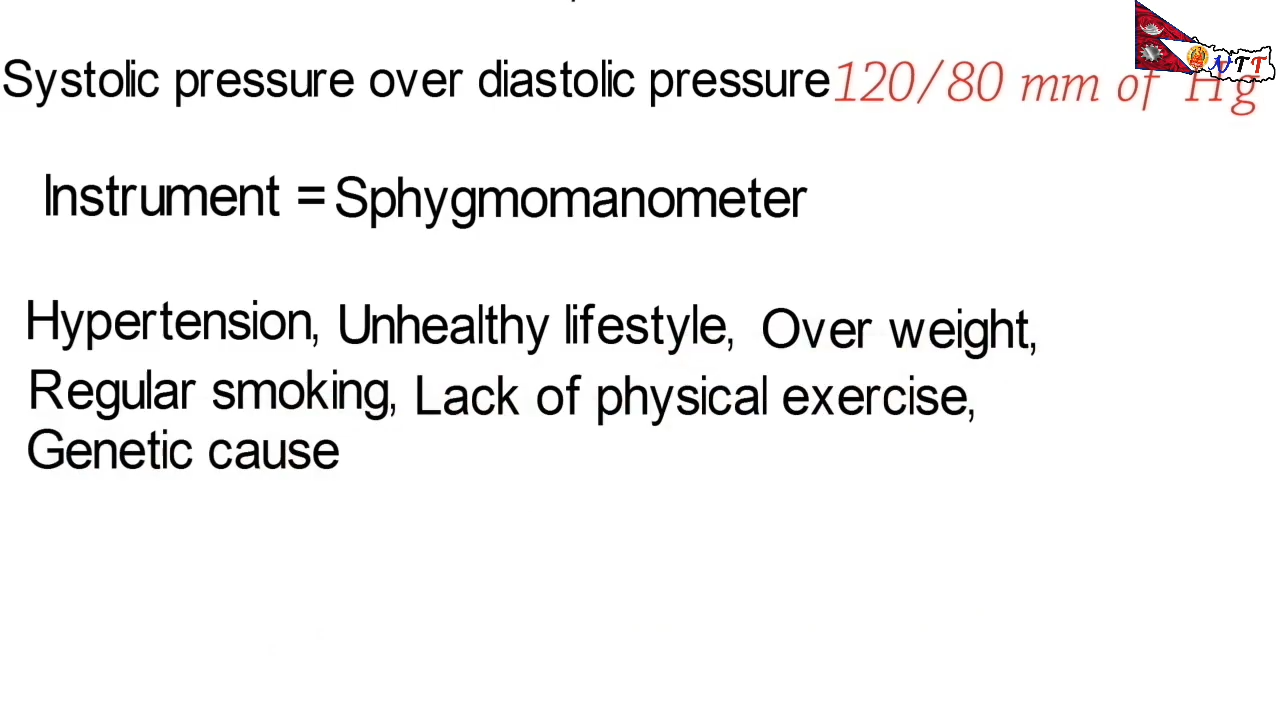 Systolic pressure over diastolic pressure 120/80 mm of Hg
NTT
Instrument = Sphygmomanometer
Hypertension, Unhealthy lifestyle, Over weight,
Regular smoking, Lack of physical exercise,
Genetic cause